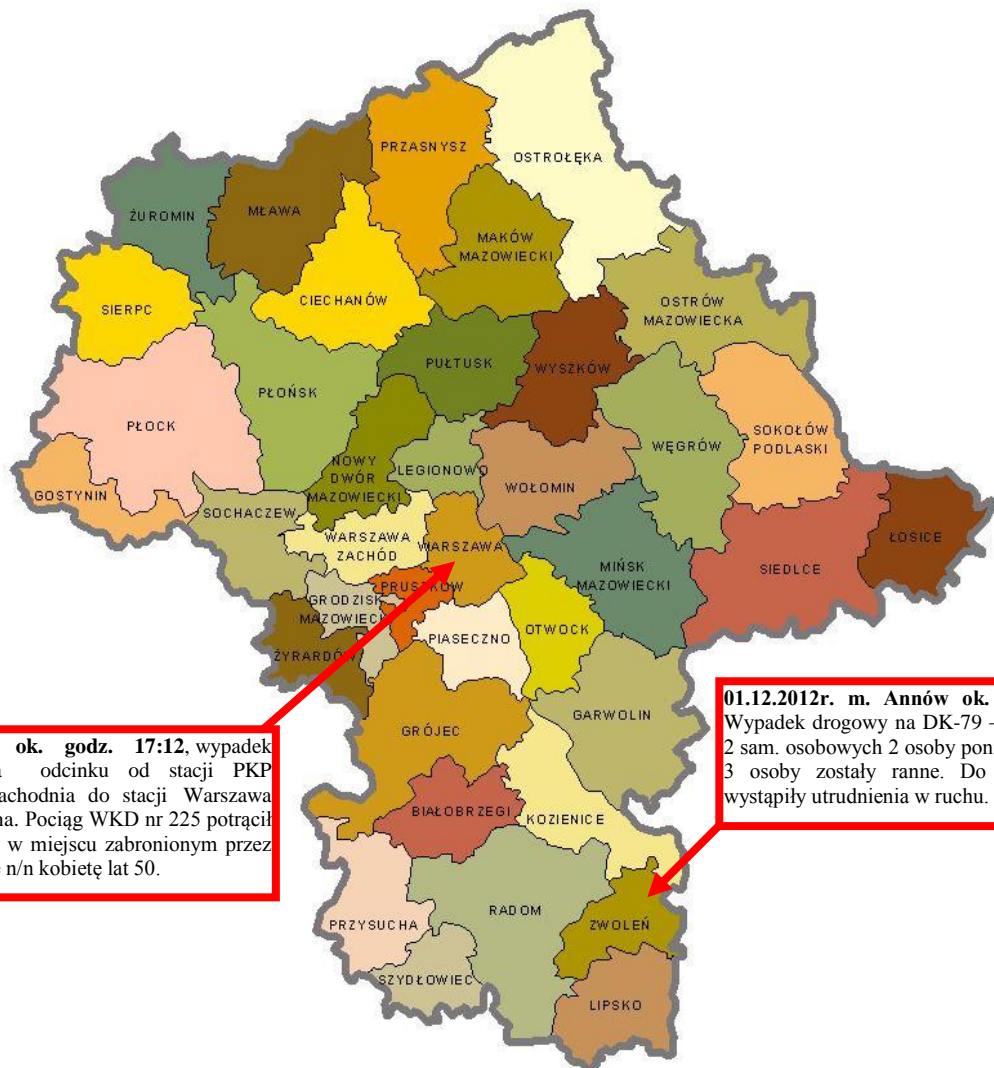 PRZASNYSZ
OSTROŁĘKA
ŻUROMIN
MŁAWA
MAKÓW
MAZOWIECKI
SIERPC
CIECHANÓW
OSTRÓW
MAZOWIECKA
PŁOŃSK
PUŁTUSK
WYSZKÓW
PŁOCK
WĘGRÓW
SOKOŁÓW
PODLASKI
NOWY
DWÓR
MAZOWIECKI
LEGIONOWO
WOŁOMIN
GOSTYNIN
SOCHACZEW
WARSZAWA
ZACHÓD
WARSZAWA
MIŃSK
MAZOWIECKI
SIEDLCE
ŁOSICE
PRUSZKÓW
GRODZISK
MAZOWIECKI
PIASECZNO
OTWOCK
ŻYRARDÓW
GARWOLIN
GRÓJEC
BIAŁOBRZEGI
KOZIENICE
PRZYSUCHA
RADOM
ZWOLEŃ
SZYDŁOWIEC
LIPSKO
ok. godz. 17:12, wypadek
odcinku od stacji PKP
achodnia do stacji Warszawa
na. Pociąg WKD nr 225 potrącił
w miejscu zabronionym przez
n/n kobietę lat 50.
01.12.2012r. m. Annów ok.
Wypadek drogowy na DK-79 –
2 sam. osobowych 2 osoby pon
3 osoby zostały ranne. Do
wystąpiły utrudnienia w ruchu.